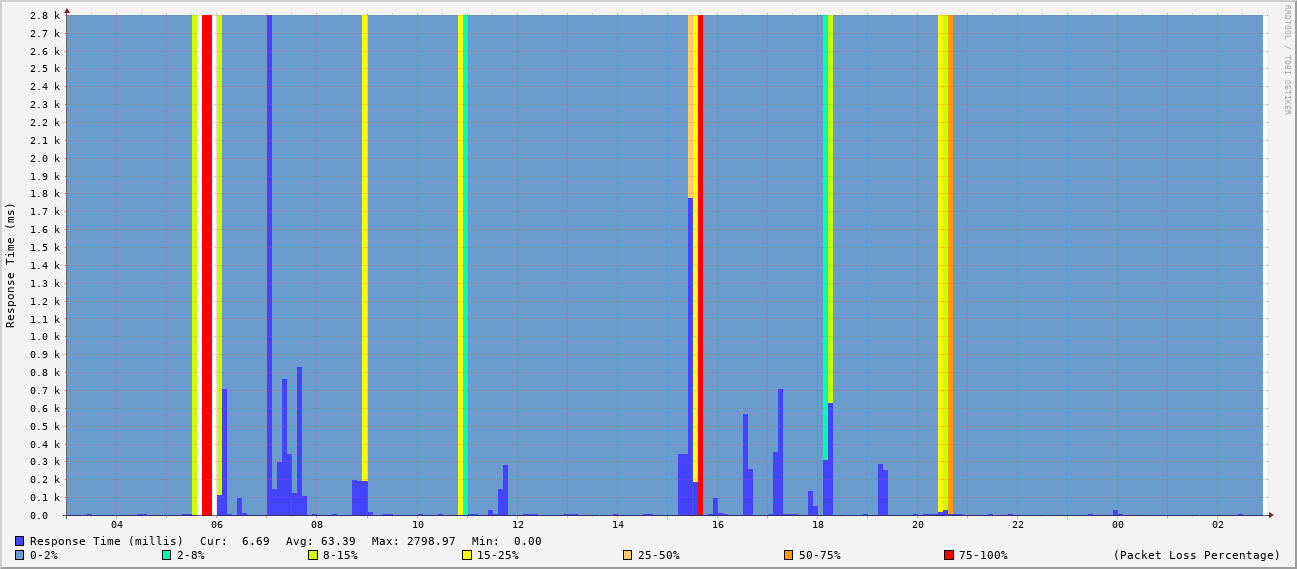 RRDTOOL / TOBI OETIKER
Response Time (ms)
2.8 k
2.7 k
2.6 k
2.5 k
2.4 k
2.3 k
2.2 k
2.1 k
2.0 k
1.9 k
1.8 k
1.7 k
1.6 k
1.5 k
1.4 k
1.3 k
1.2 k
1.1 k
1.0 k
0.9 k
0.8 k
0.7 k
0.6 k
0.5 k
0.4 k
0.3 k
0.2 k
0.1 k
0.0
04 06 08 10 12 14 16 18 20 22 00 02
Response Time (millis) Cur: 6.69 Avg: 63.39 Max: 2798.97 Min: 0.00
0-2% 2-8% 8-15% 15-25% 25-50% 50-75% 75-100% (Packet Loss Percentage)